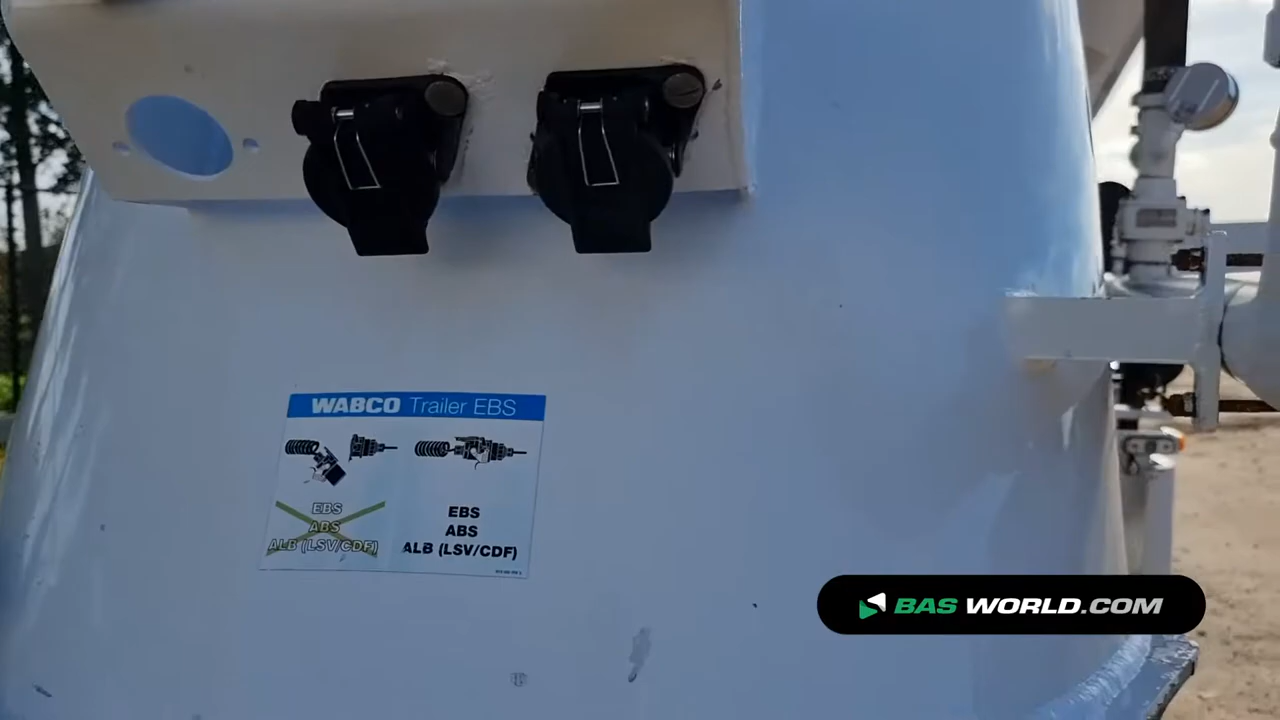 WABCO Trailer EBS
EBS
ABS
ALB (LSV/CDF)
EBS
ABS
ALB (LSV/CDF)
BAS WORLD.COM